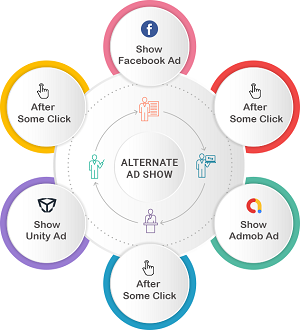 Show
Facebook Ad
After
Some Click
After
Some Click
ALTERNATE
AD SHOW
Show
Unity Ad
Show
Admob Ad
After
Some Click